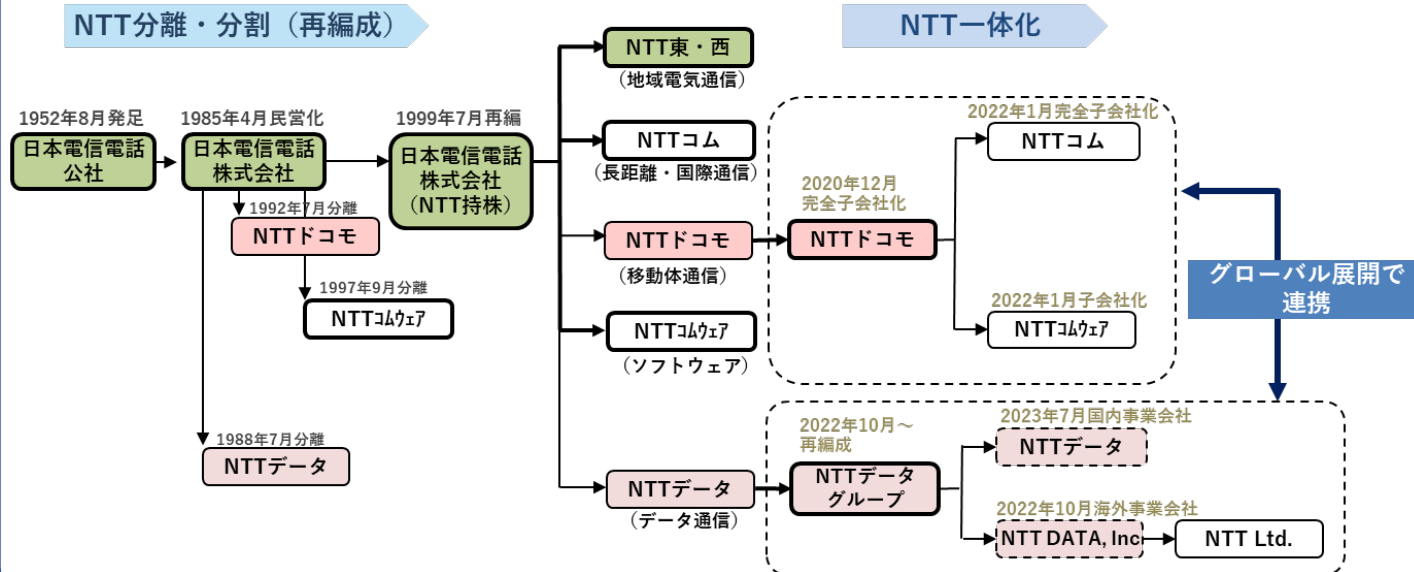 NTT分離・分割（再編成）
NTT一体化
1952年8月発足
日本電信電話
公社
1985年4月民営化
日本電信電話
株式会社
1992年7月分離
NTTドコモ
1997年9月分離
NTTｺﾑｳｪｱ
1988年7月分離
NTTデータ
1999年7月再編
日本電信電話
株式会社
（NTT持株）
NTT東・西
（地域電気通信）
NTTコム
（長距離・国際通信）
NTTドコモ
（移動体通信）
NTTｺﾑｳｪｱ
（ソフトウェア）
NTTデータ
（データ通信）
2020年12月
完全子会社化
NTTドコモ
2022年1月完全子会社化
NTTコム
2022年1月子会社化
NTTｺﾑｳｪｱ
グローバル展開で
連携
2022年10月～
再編成
NTTデータ
グループ
2023年7月国内事業会社
NTTデータ
2022年10月海外事業会社
NTT DATA, Inc
NTT Ltd.